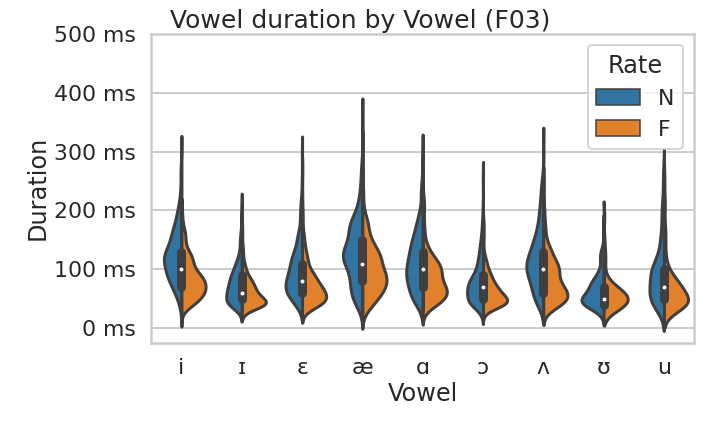 Vowel duration by Vowel (F03)
500 ms
400 ms
300 ms
200 ms
100 ms
0 ms
Duration
Rate
N
F
i ɪ ɛ æ ɑ ɔ ʌ ʊ u
Vowel